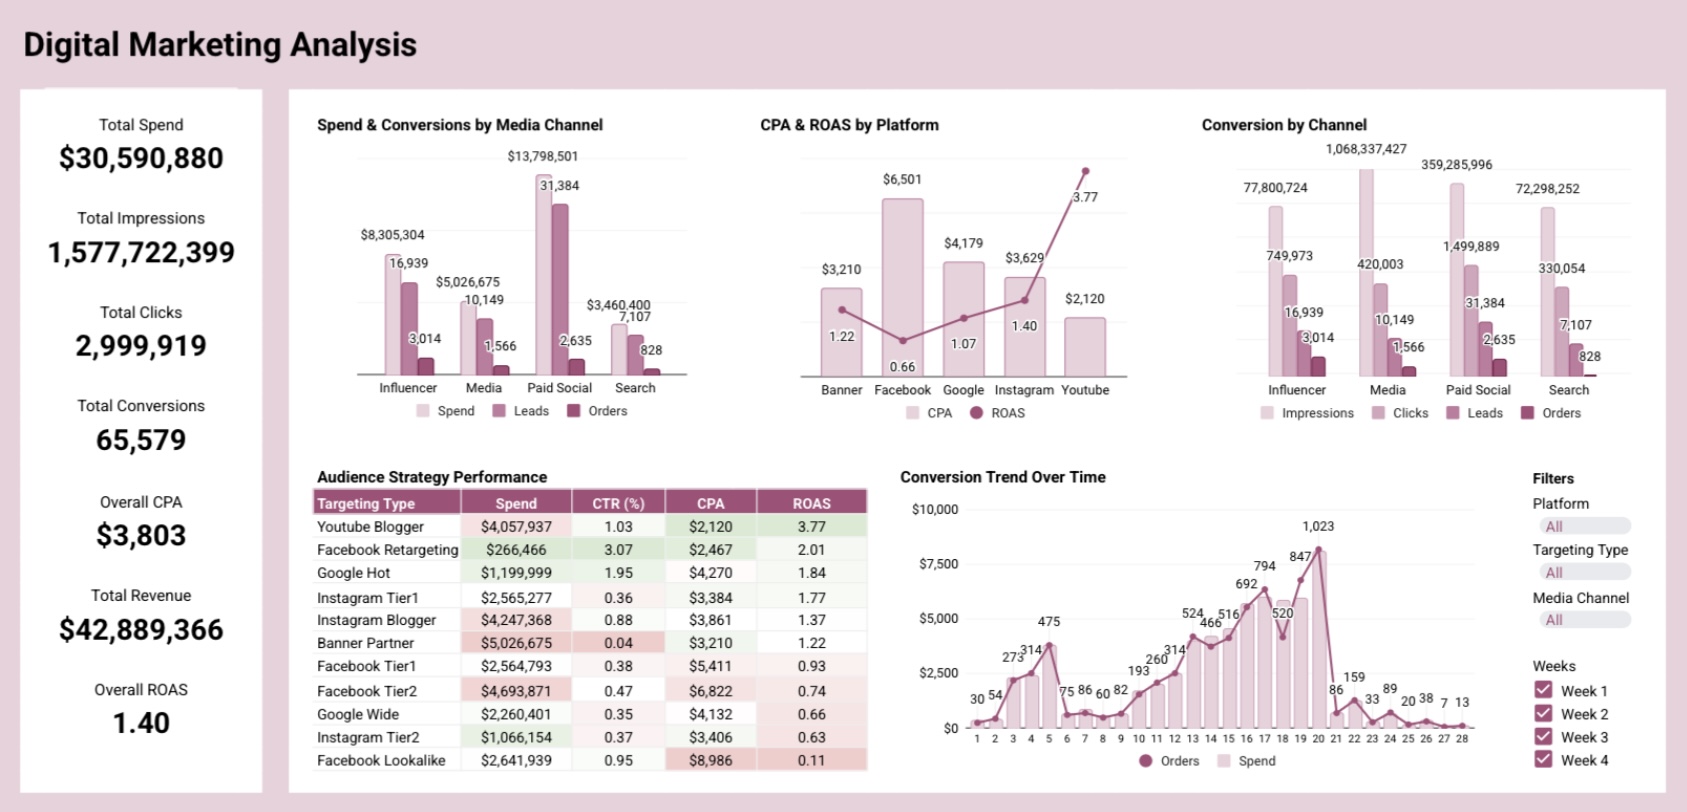 Digital Marketing Analysis
Total Spend
$30,590,880
Total Impressions
1,577,722,399
Total Clicks
2,999,919
Total Conversions
65,579
Overall CPA
$3,803
Total Revenue
$42,889,366
Overall ROAS
1.40
Spend & Conversions by Media Channel
$13,798,501
31,384
$8,305,304
16,939
$5,026,675
10,149
$3,460,400
7,107
3,014
1,566
2,635
828
Influencer Media Paid Social Search
Spend Leads Orders
CPA & ROAS by Platform
$6,501
3.77
$4,179
$3,629
$3,210
$2,120
1.22
1.40
1.07
0.66
Banner Facebook Google Instagram Youtube
CPA ROAS
Conversion by Channel
1,068,337,427
359,285,996
77,800,724
72,298,252
749,973
420,003
1,499,889
330,054
16,939
10,149
31,384
7,107
3,014
1,566
2,635
828
Influencer Media Paid Social Search
Impressions Clicks Leads Orders
Audience Strategy Performance
Targeting Type Spend CTR (%) CPA ROAS
Youtube Blogger $4,057,937 1.03 $2,120 3.77
Facebook Retargeting $266,466 3.07 $2,467 2.01
Google Hot $1,199,999 1.95 $4,270 1.84
Instagram Tier1 $2,565,277 0.36 $3,384 1.77
Instagram Blogger $4,247,368 0.88 $3,861 1.37
Banner Partner $5,026,675 0.04 $3,210 1.22
Facebook Tier1 $2,564,793 0.38 $5,411 0.93
Facebook Tier2 $4,693,871 0.47 $6,822 0.74
Google Wide $2,260,401 0.35 $4,132 0.66
Instagram Tier2 $1,066,154 0.37 $3,406 0.63
Facebook Lookalike $2,641,939 0.95 $8,986 0.11
Conversion Trend Over Time
$10,000
$7,500
$5,000
$2,500
$0
30 54 273 314 475 75 86 60 82 193 260 314 524 466 516 692 794 520 847 1,023 86 159 33 89 20 38 7 13
1 2 3 4 5 6 7 8 9 10 11 12 13 14 15 16 17 18 19 20 21 22 23 24 25 26 27 28
Orders Spend
Filters
Platform
All
Targeting Type
All
Media Channel
All
Weeks
Week 1
Week 2
Week 3
Week 4